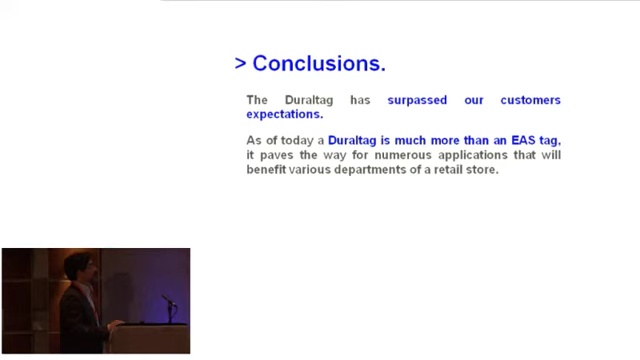 > Conclusions.
The Duraltag has surpassed our customers
expectations.
As of today a Duraltag is much more than an EAS tag,
it paves the way for numerous applications that will
benefit various departments of a retail store.